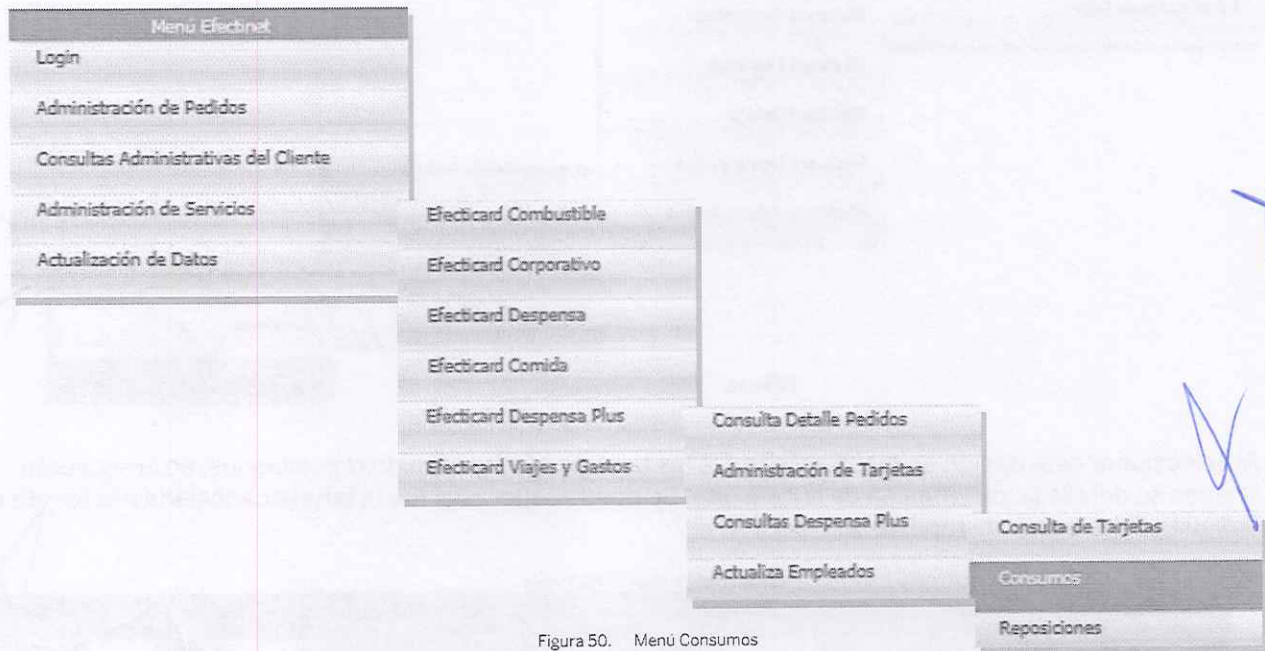 Menú Efectinet
Login
Administración de Pedidos
Consultas Administrativas del Cliente
Administración de Servicios
Actualización de Datos
Efecticard Combustible
Efecticard Corporativo
Efecticard Despensa
Efecticard Comida
Efecticard Despensa Plus
Efecticard Viajes y Gastos
Consulta Detalle Pedidos
Administración de Tarjetas
Consultas Despensa Plus
Actualiza Empleados
Consulta de Tarjetas
Consumos
Reposiciones
Figura 50. Menú Consumos